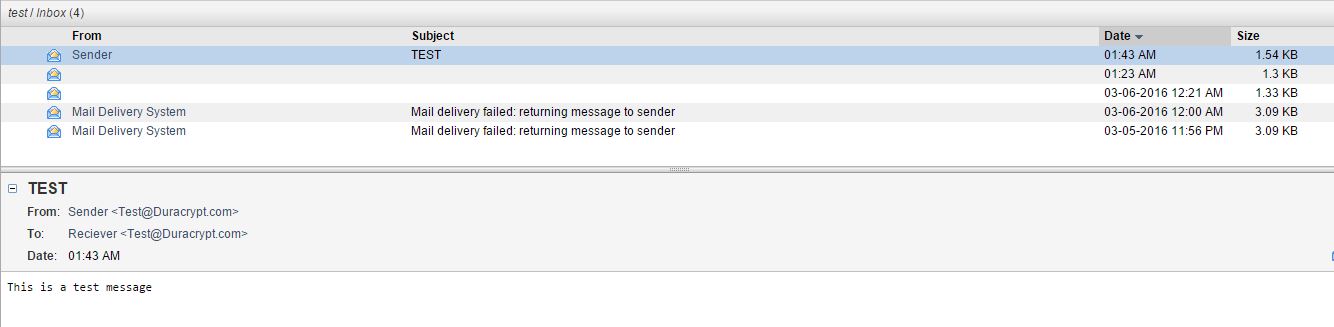 test / Inbox (4)
From Subject Date Size
Sender TEST 01:43 AM 1.54 KB
01:23 AM 1.3 KB
03-06-2016 12:21 AM 1.33 KB
Mail Delivery System Mail delivery failed: returning message to sender 03-06-2016 12:00 AM 3.09 KB
Mail Delivery System Mail delivery failed: returning message to sender 03-05-2016 11:56 PM 3.09 KB
TEST
From: Sender <Test@Duracrypt.com>
To: Reciever <Test@Duracrypt.com>
Date: 01:43 AM
This is a test message